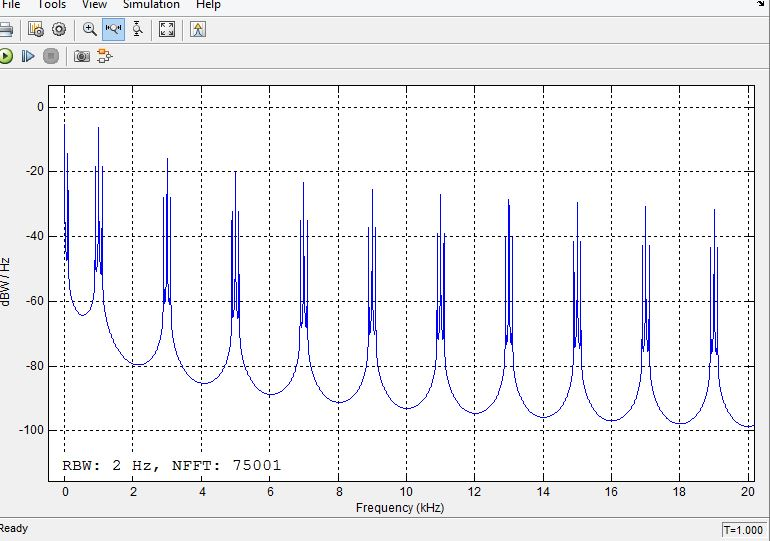 File Tools View Simulation Help
0
-20
-40
-60
-80
-100
dBW / Hz
RBW: 2 Hz, NFFT: 75001
0 2 4 6 8 10 12 14 16 18 20
Frequency (kHz)
Ready T=1.000